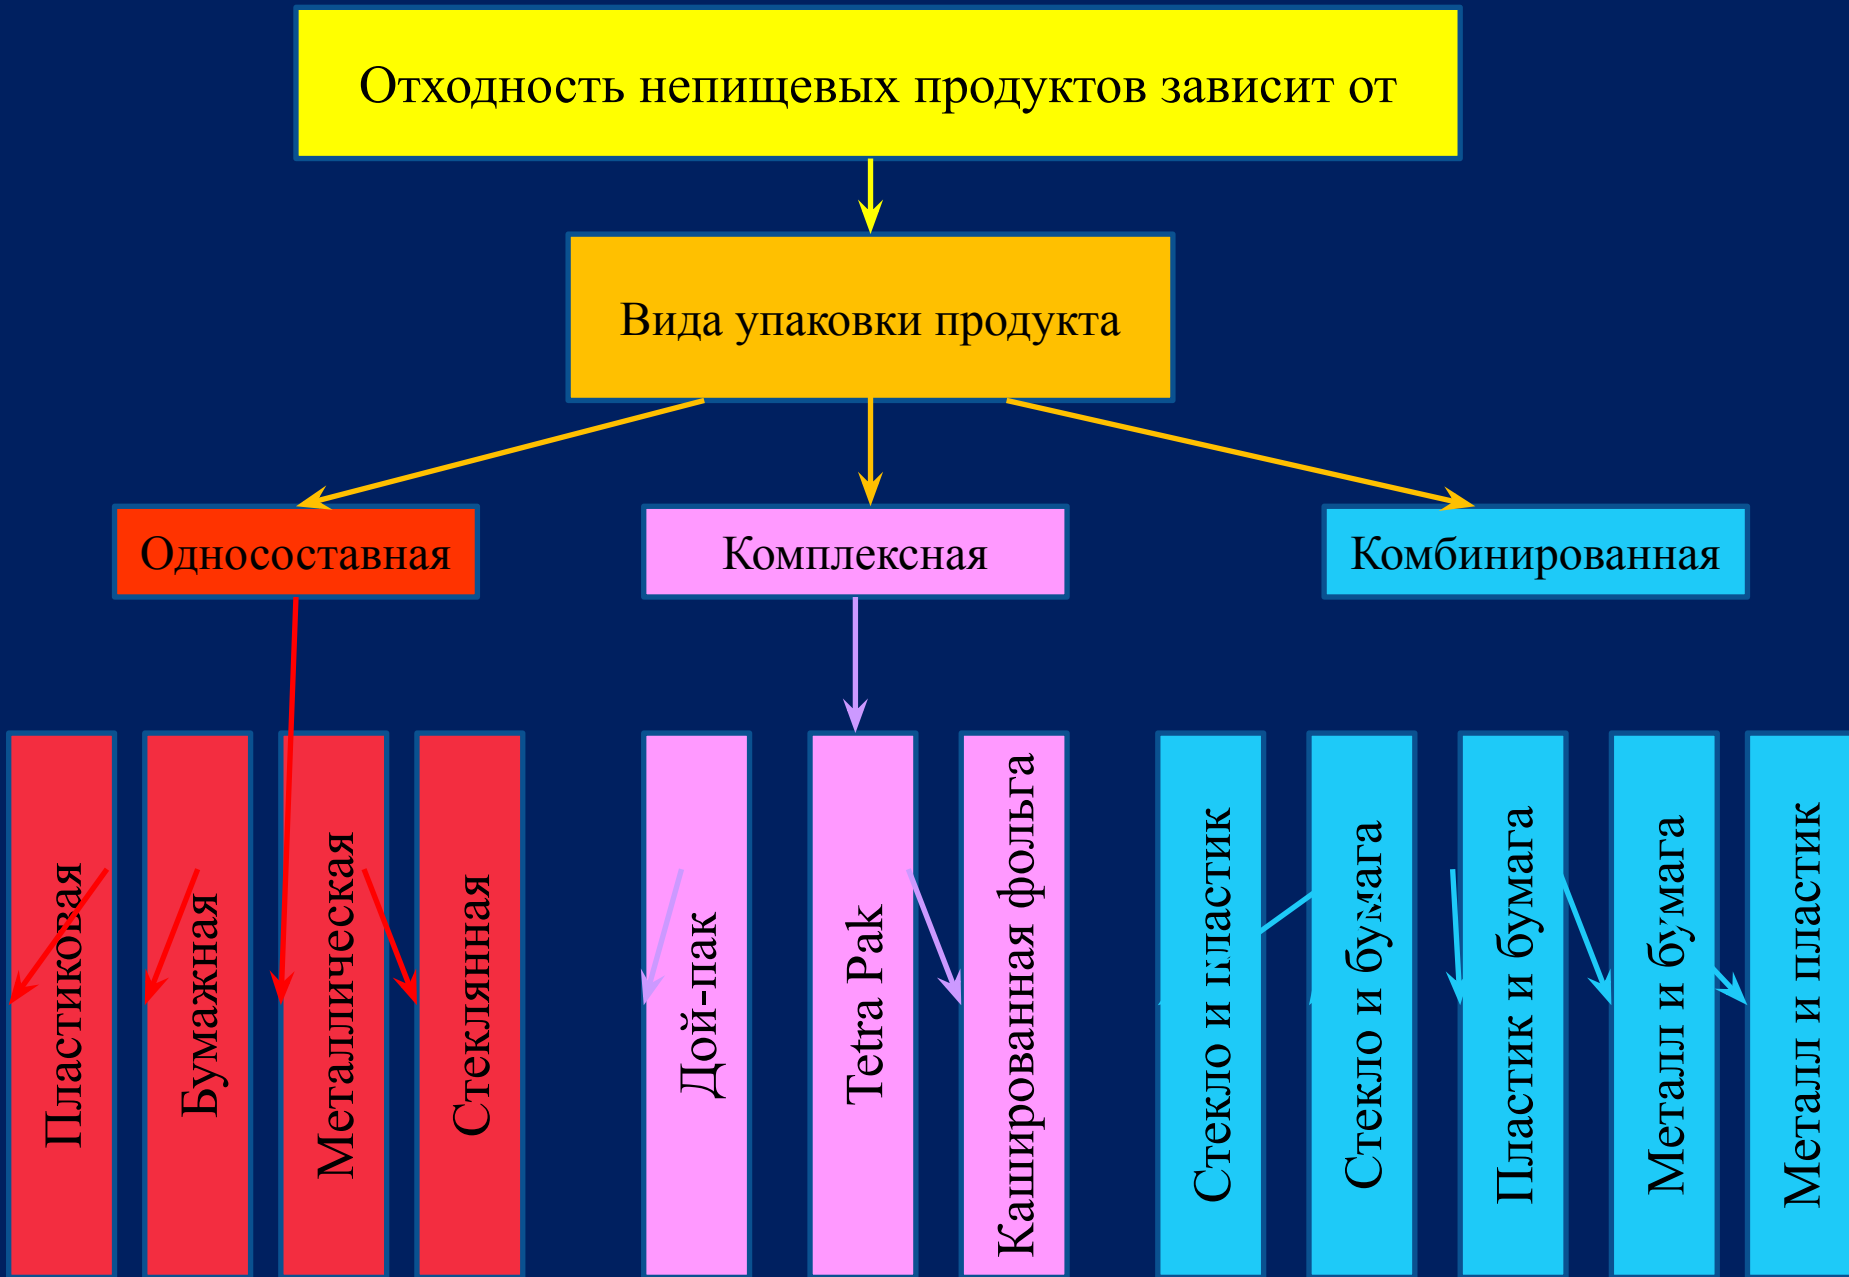 Отходность непищевых продуктов зависит от
Вида упаковки продукта
Односоставная
Комплексная
Комбинированная
Пластиковая
Бумажная
Металлическая
Стеклянная
Дой-пак
Tetra Pak
Кашированная фольга
Стекло и пластик
Стекло и бумага
Пластик и бумага
Металл и бумага
Металл и пластик